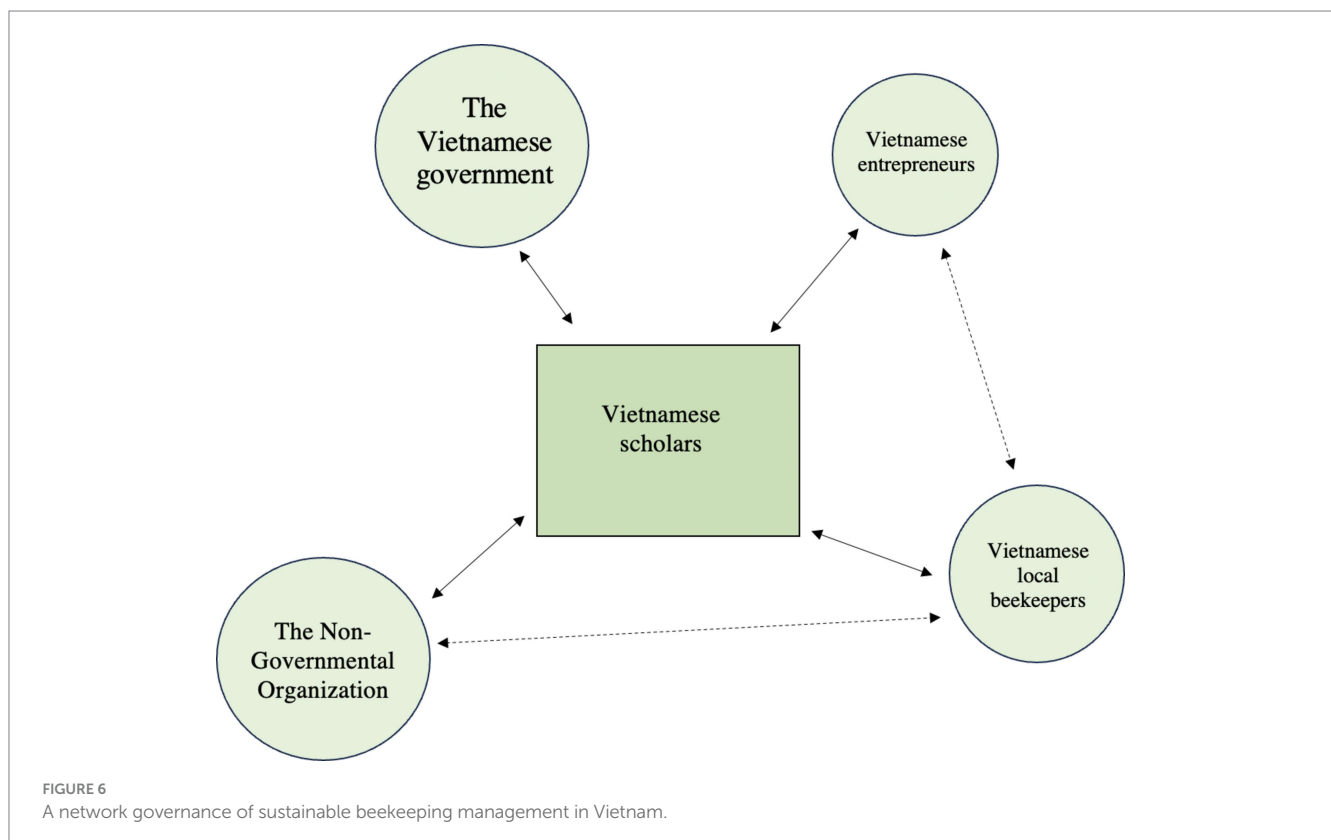 The
Vietnamese
government
Vietnamese
entrepreneurs
Vietnamese
scholars
Vietnamese
local
beekeepers
The Non-
Governmental
Organization
FIGURE 6
A network governance of sustainable beekeeping management in Vietnam.